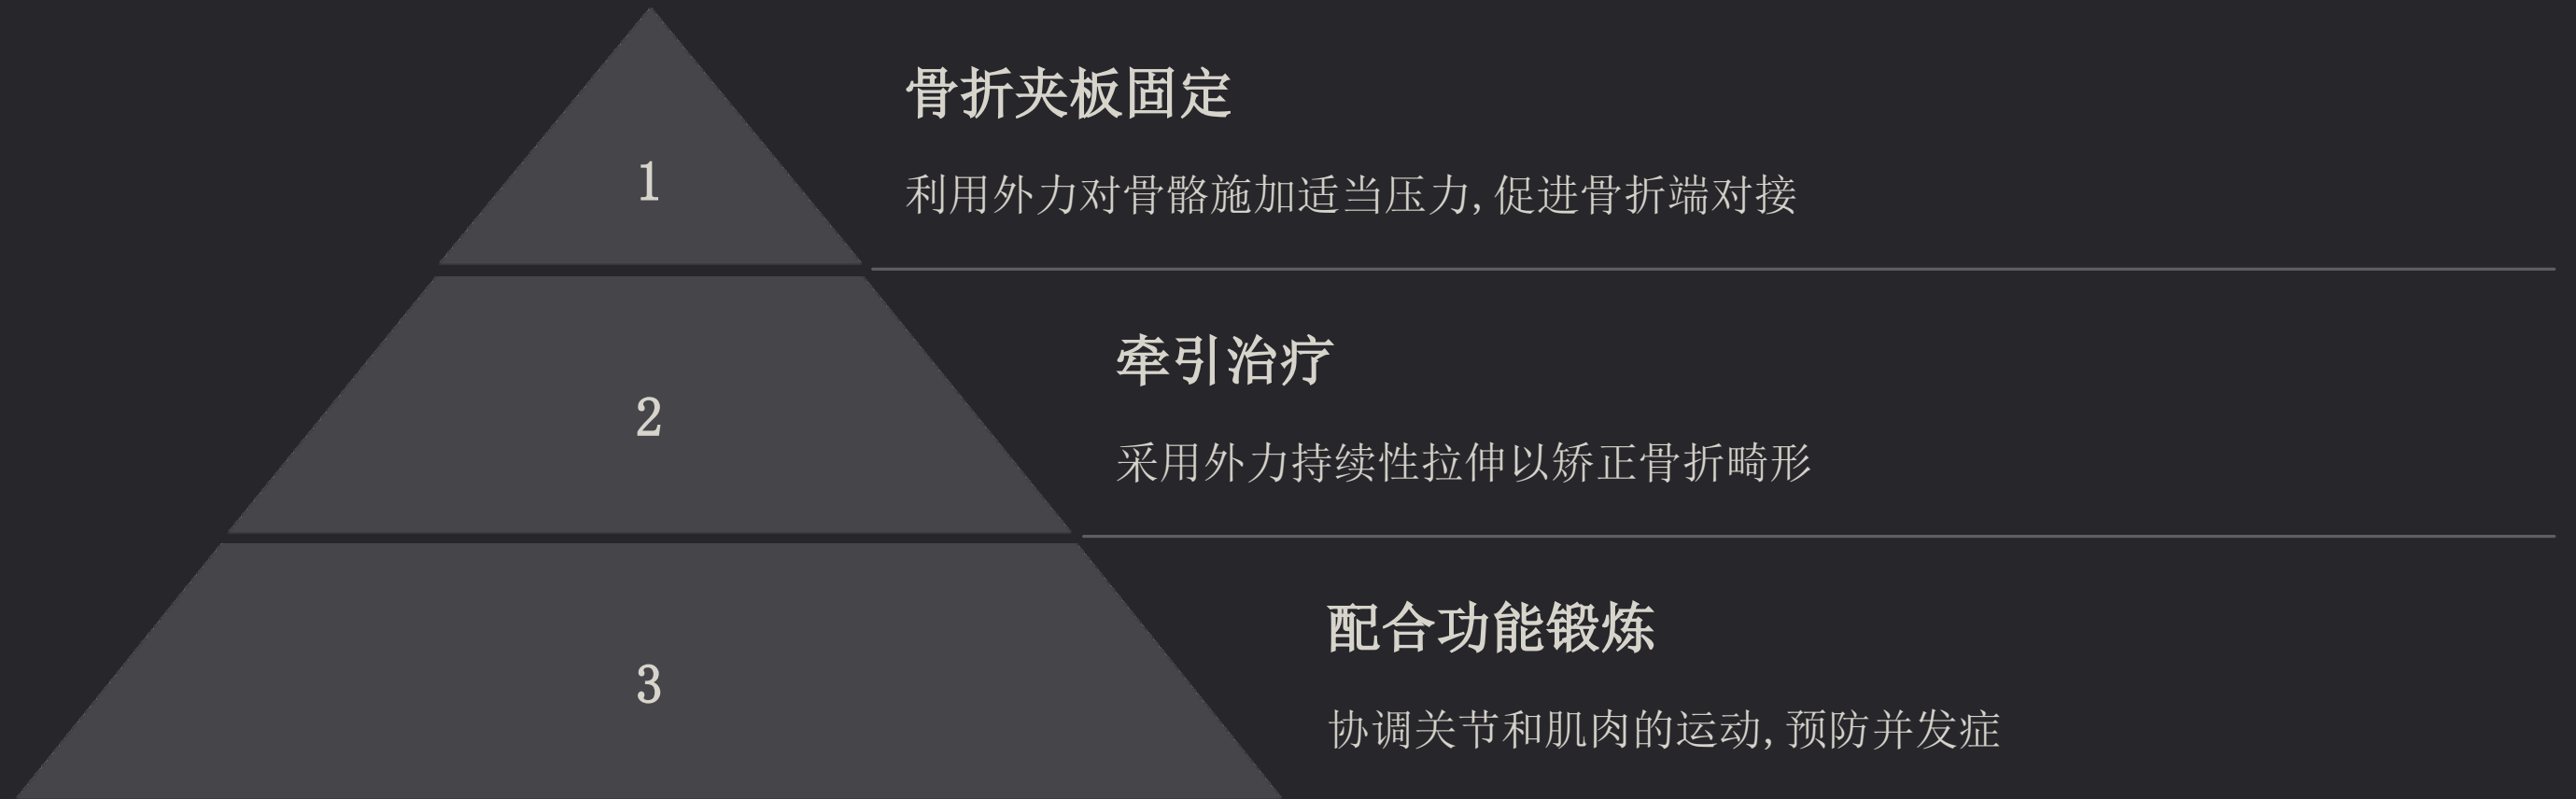 骨折夹板固定
1
利用外力对骨骼施加适当压力,促进骨折端对接
牵引治疗
2
采用外力持续性拉伸以矫正骨折畸形
配合功能锻炼
3
协调关节和肌肉的运动,预防并发症